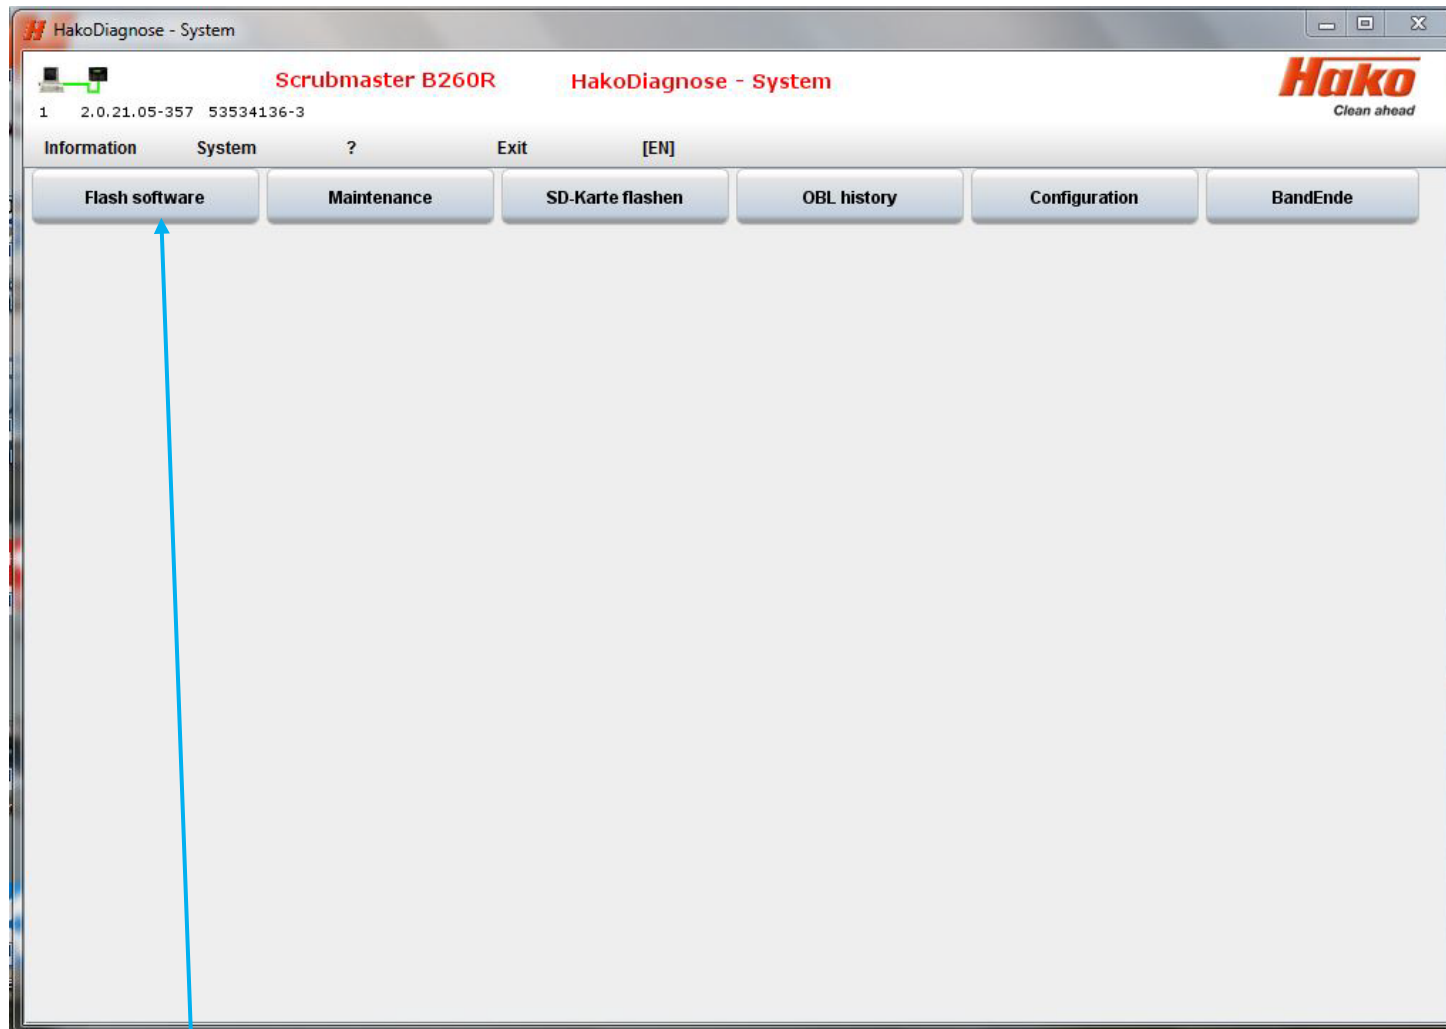 HakoDiagnose - System
Scrubmaster B260R HakoDiagnose - System
Hako
Clean ahead
1 2.0.21.05-357 53534136-3
Information System ? Exit [EN]
Flash software Maintenance SD-Karte flashen OBL history Configuration BandEnde